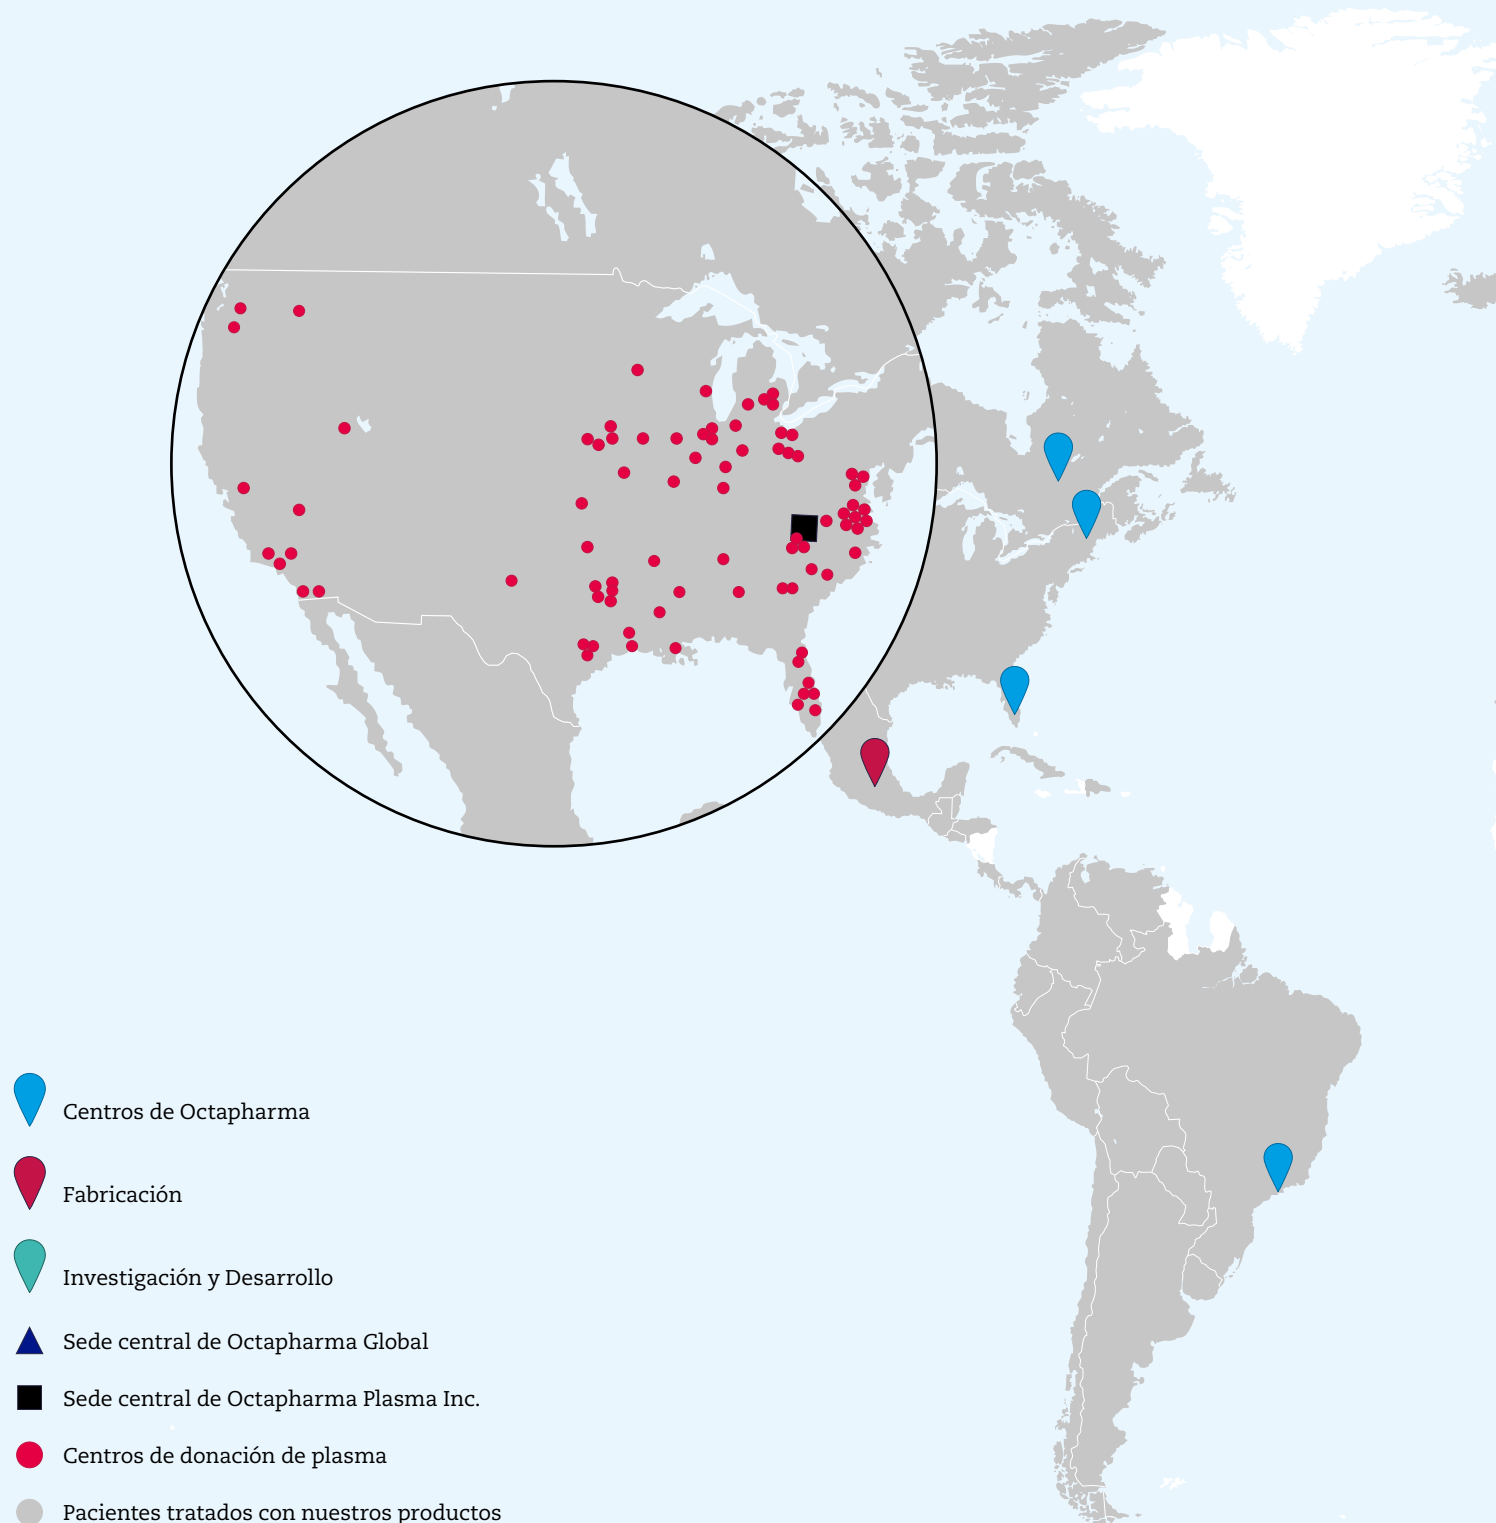 Centros de Octapharma
Fabricación
Investigación y Desarrollo
Sede central de Octapharma Global
Sede central de Octapharma Plasma Inc.
Centros de donación de plasma
Pacientes tratados con nuestros productos